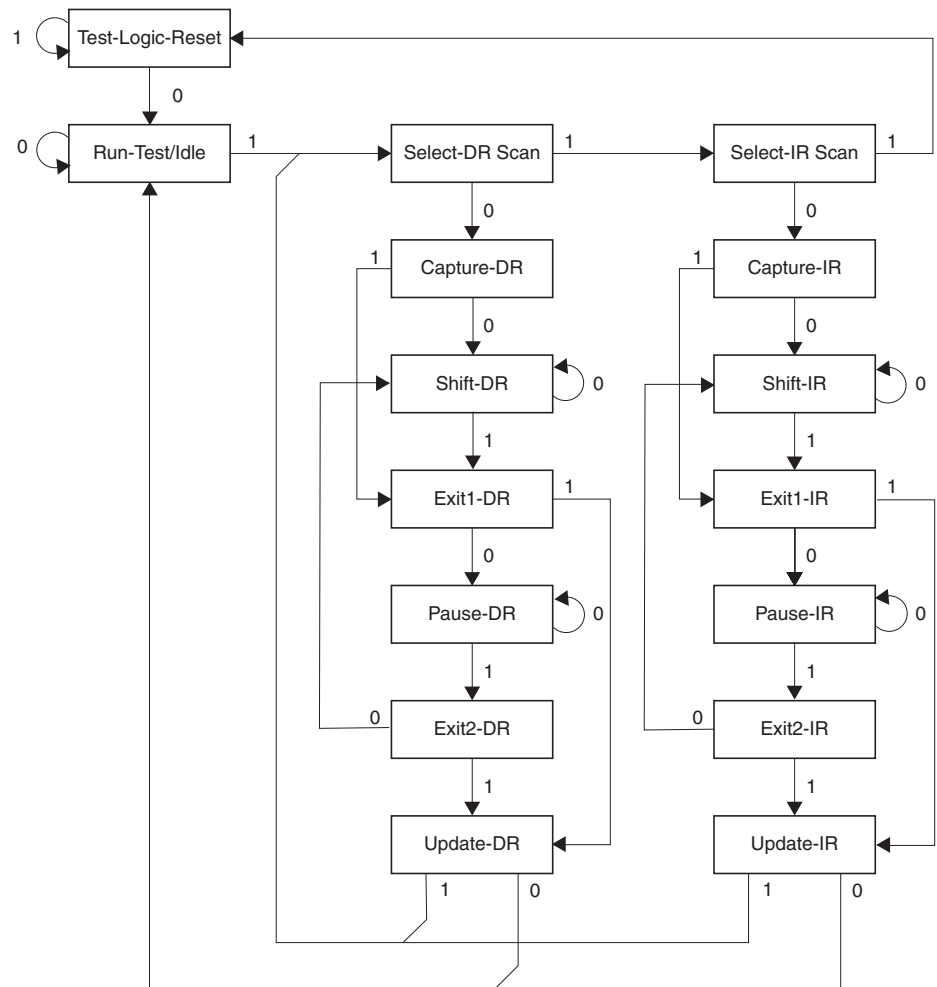 1 Test-Logic-Reset
0
0 Run-Test/Idle 1 Select-DR Scan 1 Select-IR Scan 1
0 0
1 Capture-DR 1 Capture-IR
0 0
Shift-DR 0 Shift-IR 0
1 1
Exit1-DR 1 Exit1-IR 1
0 0
Pause-DR 0 Pause-IR 0
1 1
0 Exit2-DR 0 Exit2-IR
1 1
Update-DR Update-IR
1 0 1 0